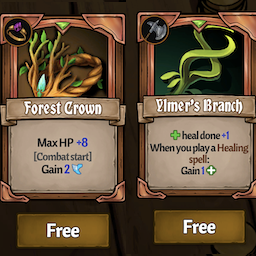 Forest Crown
Max HP +8
[Combat start]
Gain 2
Free
Ylmer's Branch
heal done +1
When you play a Healing
spell:
Gain 1
Free